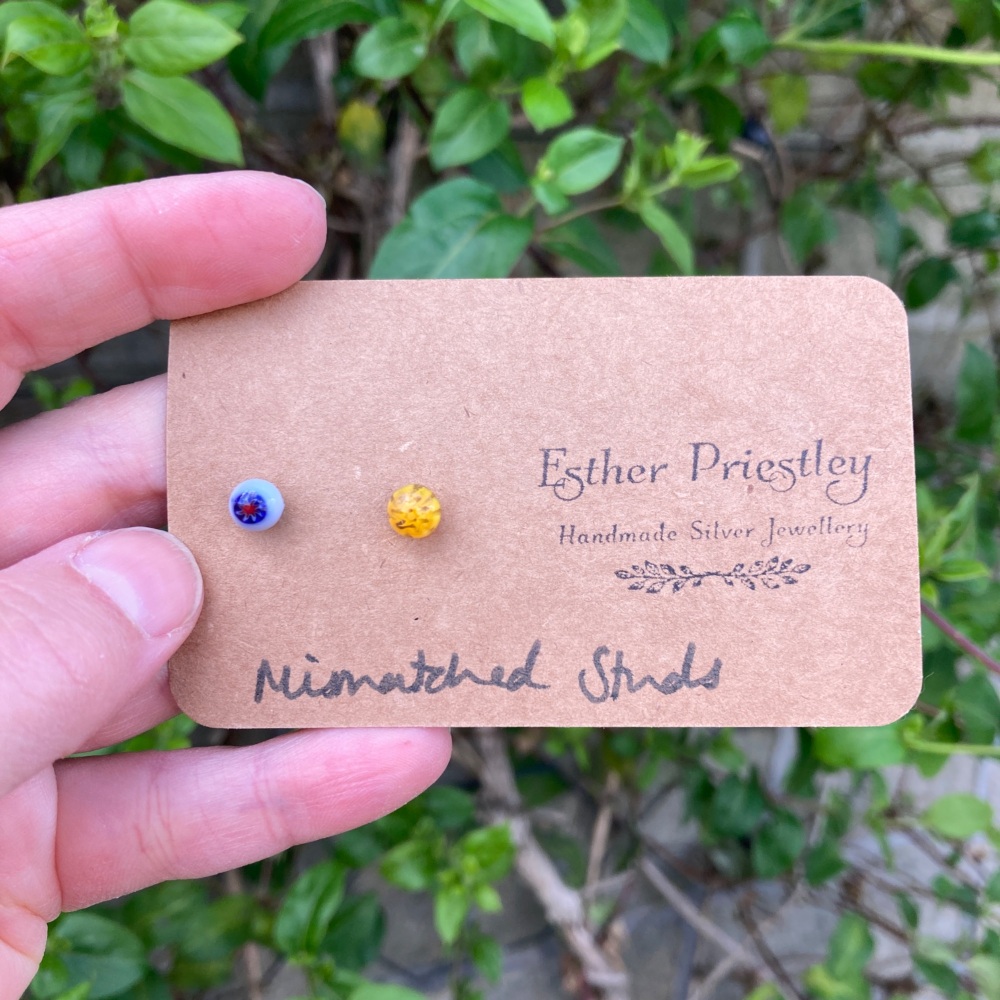 Esther Priestley
Handmade Silver Jewellery
Mismatched Studs